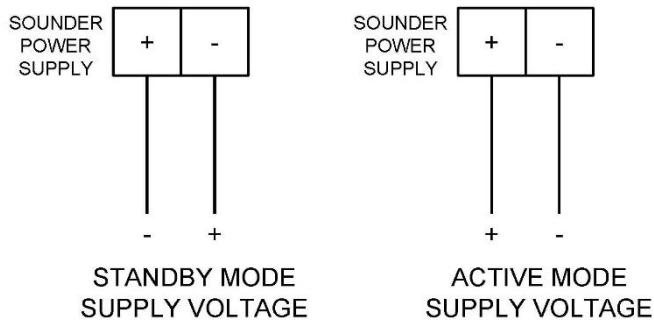 SOUNDER
POWER
SUPPLY
+ -
- +
STANDBY MODE
SUPPLY VOLTAGE
SOUNDER
POWER
SUPPLY
+ -
+ -
ACTIVE MODE
SUPPLY VOLTAGE